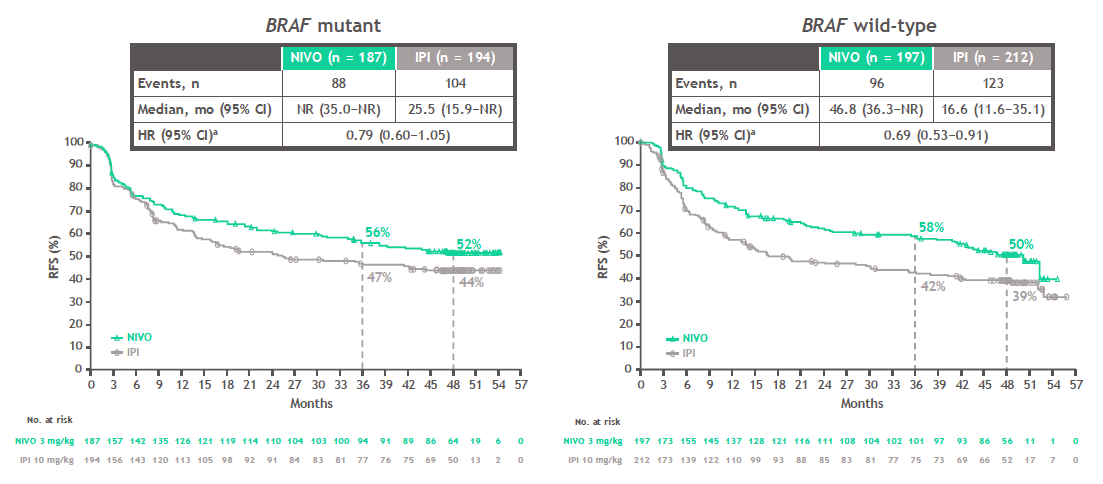 BRAF mutant
NIVO (n = 187) IPI (n = 194)
Events, n 88 104
Median, mo (95% CI) NR (35.0–NR) 25.5 (15.9–NR)
HR (95% CI)a 0.79 (0.60–1.05)
RFS (%)
100
90
80
70
60
50
40
30
20
10
0
56%
52%
47%
44%
NIVO
IPI
0 3 6 9 12 15 18 21 24 27 30 33 36 39 42 45 48 51 54 57
Months
No. at risk
NIVO 3 mg/kg 187 157 142 135 126 121 119 114 110 104 103 100 94 91 89 86 64 19 6 0
IPI 10 mg/kg 194 156 143 120 113 105 98 92 91 84 83 81 77 76 75 69 50 13 2 0
BRAF wild-type
NIVO (n = 197) IPI (n = 212)
Events, n 96 123
Median, mo (95% CI) 46.8 (36.3–NR) 16.6 (11.6–35.1)
HR (95% CI)a 0.69 (0.53–0.91)
RFS (%)
100
90
80
70
60
50
40
30
20
10
0
58%
50%
42%
39%
NIVO
IPI
0 3 6 9 12 15 18 21 24 27 30 33 36 39 42 45 48 51 54 57
Months
No. at risk
NIVO 3 mg/kg 197 173 155 145 137 128 121 116 111 108 104 102 101 97 93 86 56 11 1 0
IPI 10 mg/kg 212 173 139 122 110 99 93 88 85 83 81 77 75 73 69 66 52 17 7 0